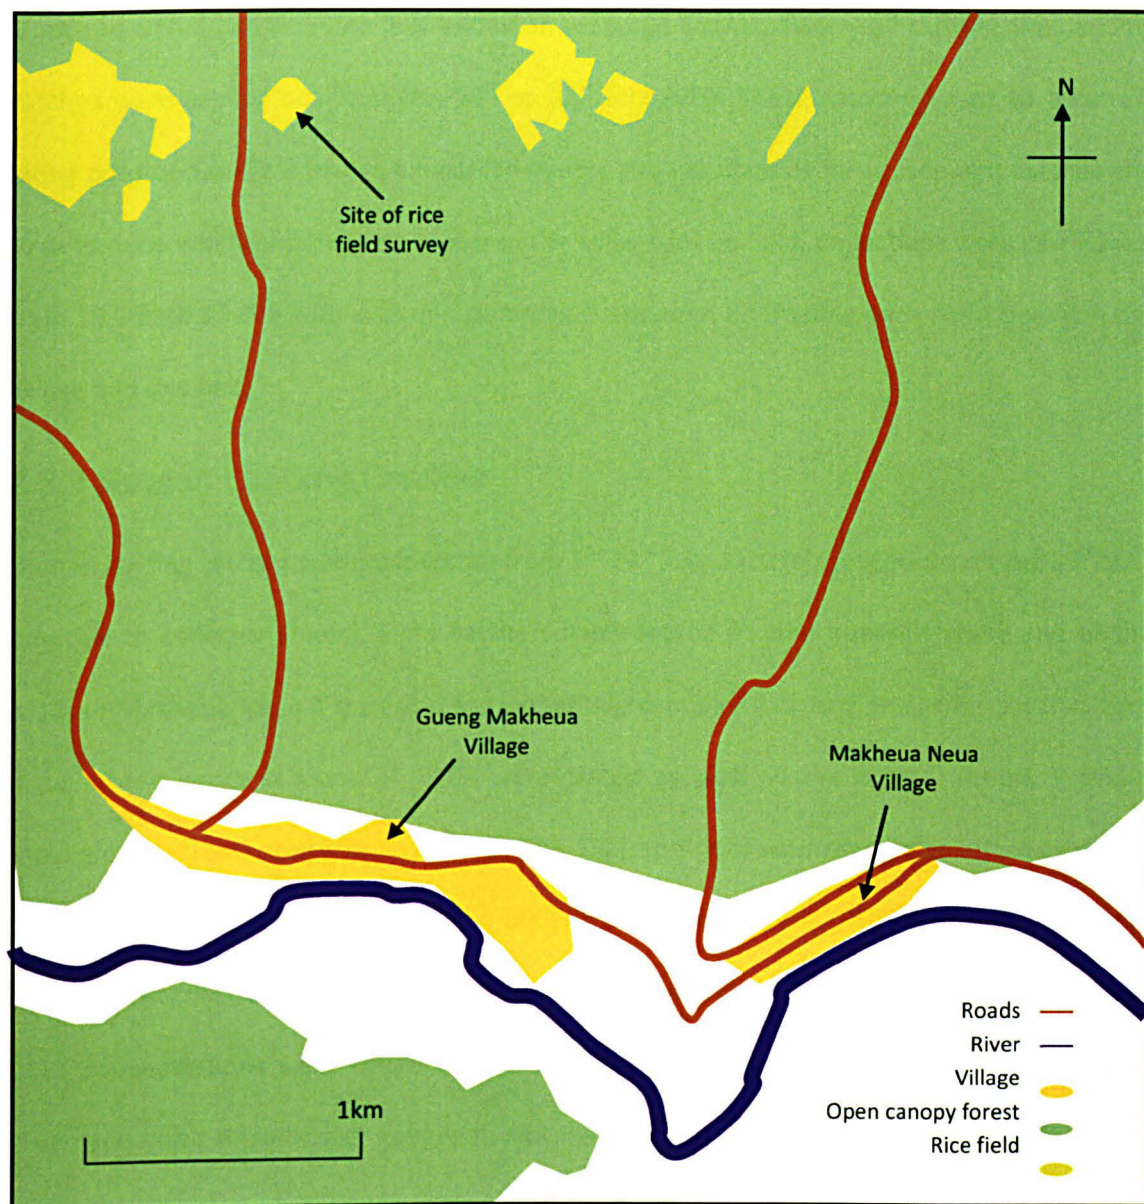 N
Site of rice
field survey
Gueng Makheua
Village
Makheua Neua
Village
Roads
River
Village
Open canopy forest
Rice field
1km